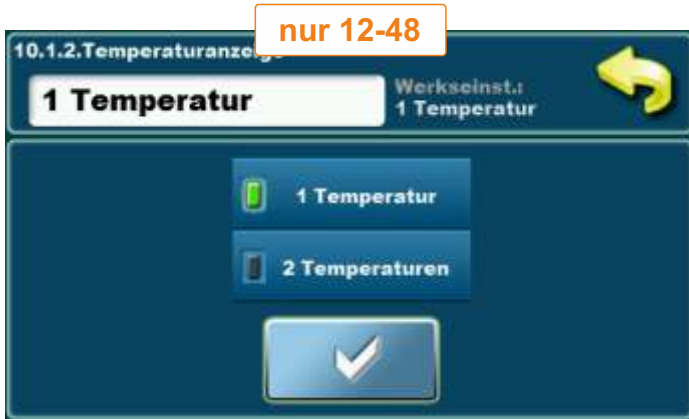 nur 12-48
10.1.2.Temperaturanzeige
1 Temperatur
Werkseinst.:
1 Temperatur
1 Temperatur
2 Temperaturen